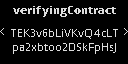 verifyingContract
TEK3v6bLiVKvQ4cLT
pa2xbtoo2DSkFpHsJ